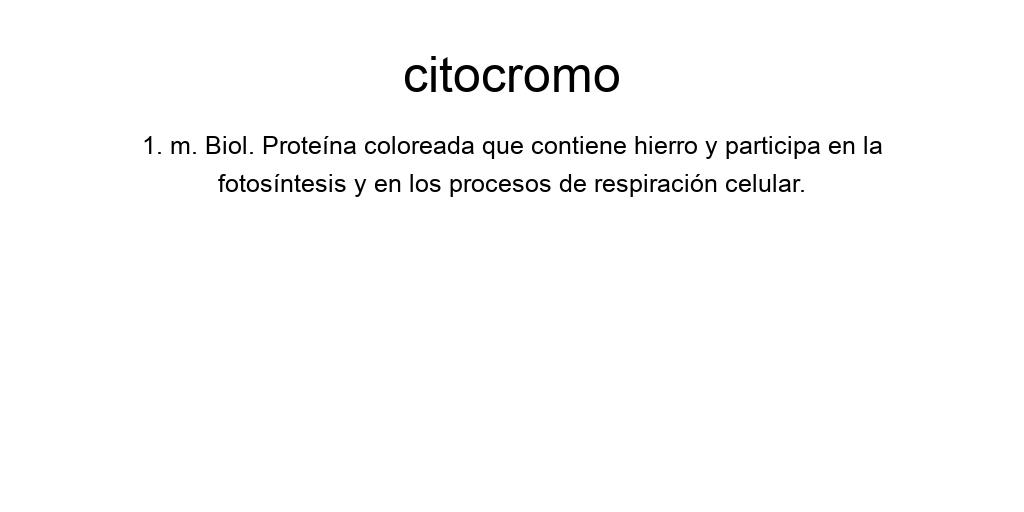 citocromo
1. m. Biol. Proteína coloreada que contiene hierro y participa en la
fotosíntesis y en los procesos de respiración celular.